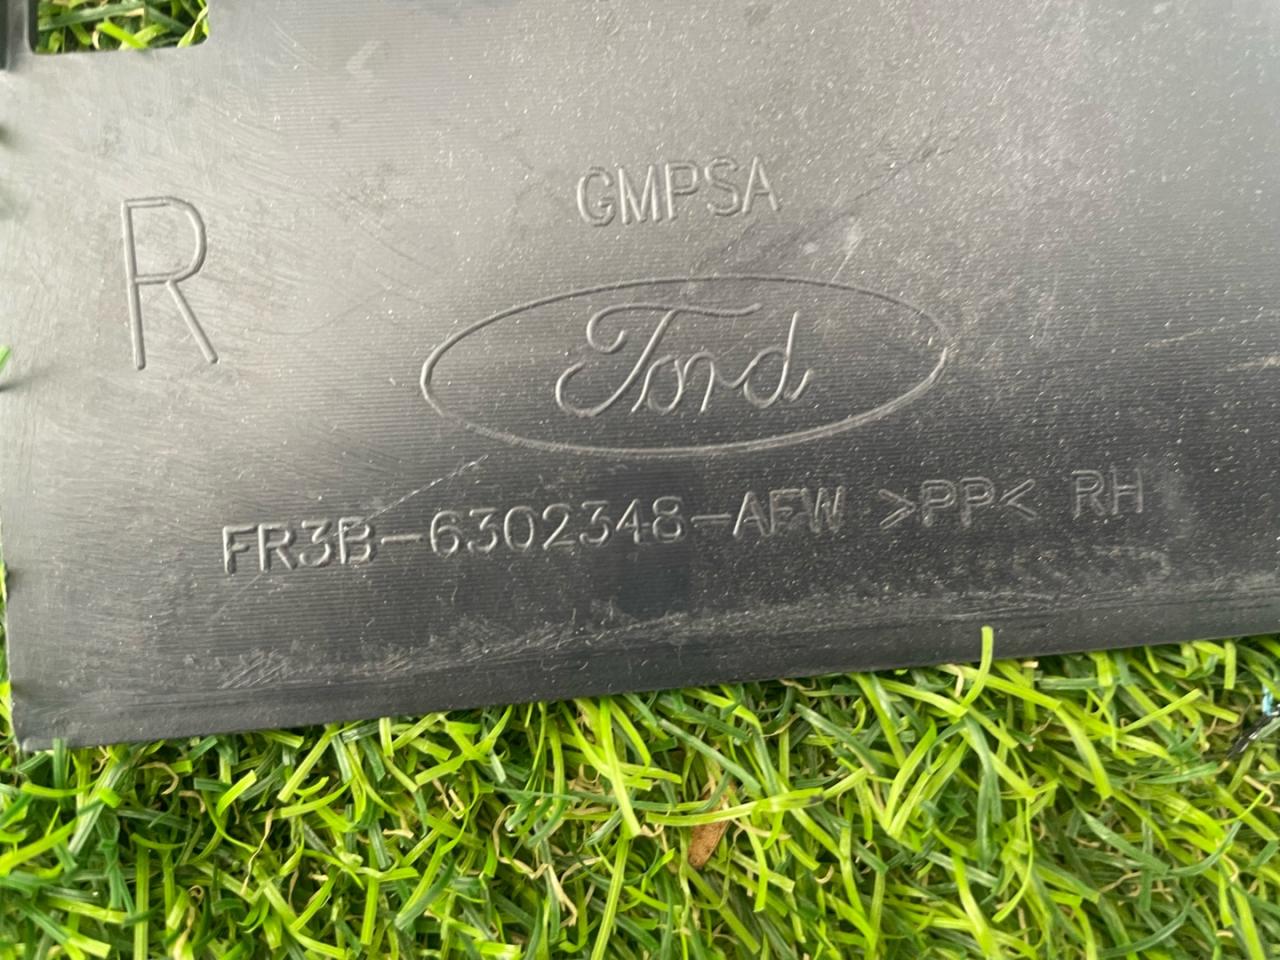 GMPSA
R
Ford
FR3B-6302348-AFW >PP< RH